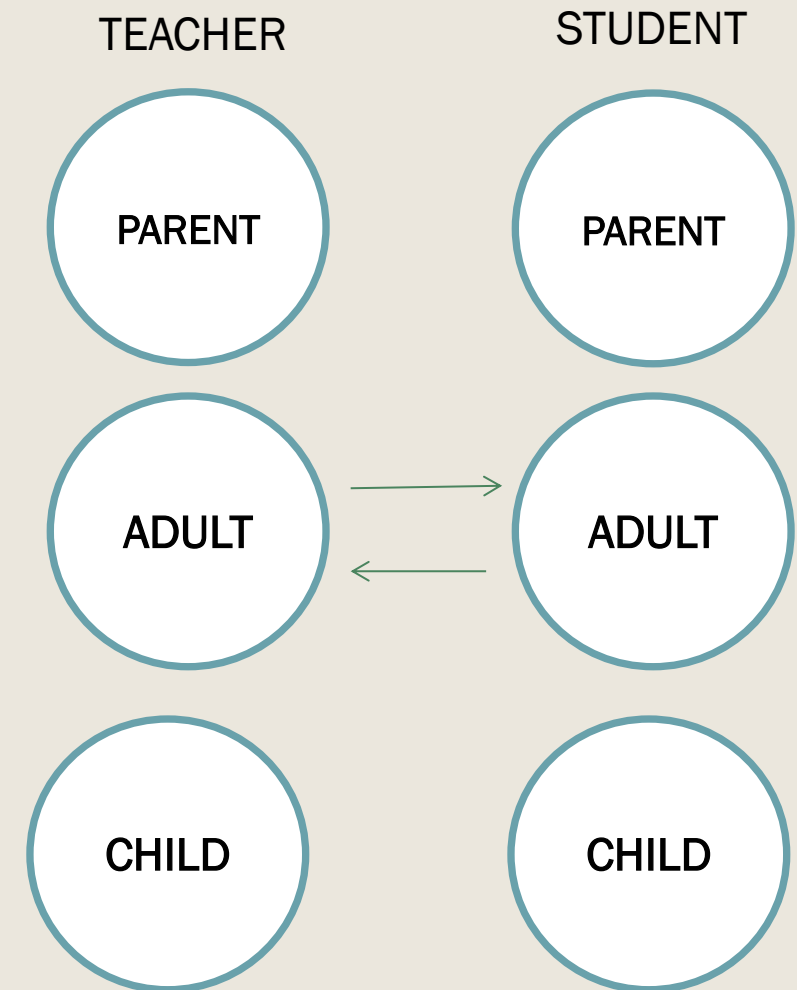 TEACHER
STUDENT
PARENT
PARENT
ADULT
ADULT
CHILD
CHILD